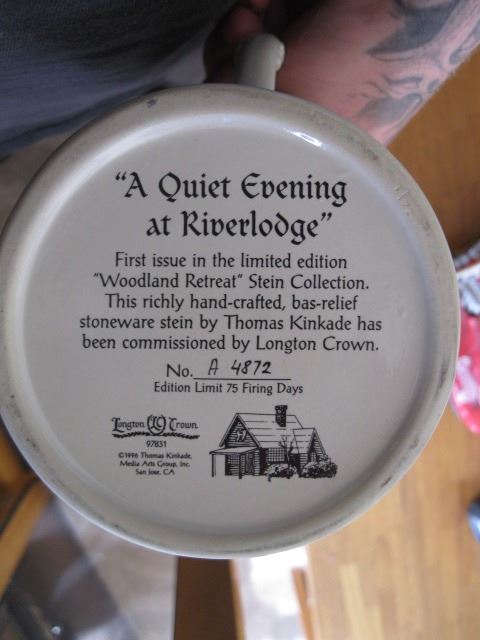 “A Quiet Evening
at Riverlodge”
First issue in the limited edition
“Woodland Retreat” Stein Collection.
This richly hand-crafted, bas-relief
stoneware stein by Thomas Kinkade has
been commissioned by Longton Crown.
No. A 4872
Edition Limit 75 Firing Days
Longton LC Crown
97831
©1996 Thomas Kinkade,
Media Arts Group, Inc.
San Jose, CA